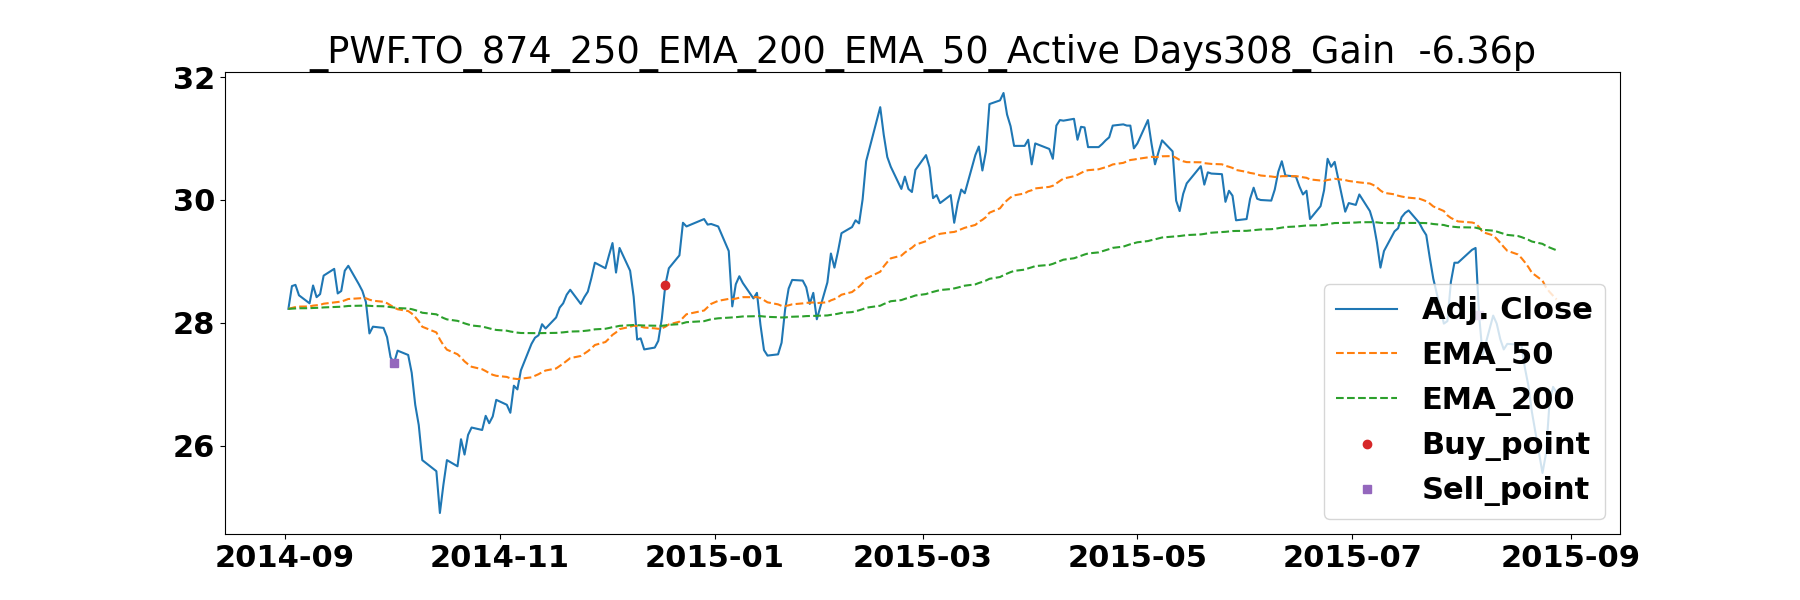 _PWF.TO_874_250_EMA_200_EMA_50_Active Days308_Gain  -6.36p
32
30
28
26
Adj. Close
EMA_50
EMA_200
Buy_point
Sell_point
2014-09 2014-11 2015-01 2015-03 2015-05 2015-07 2015-09